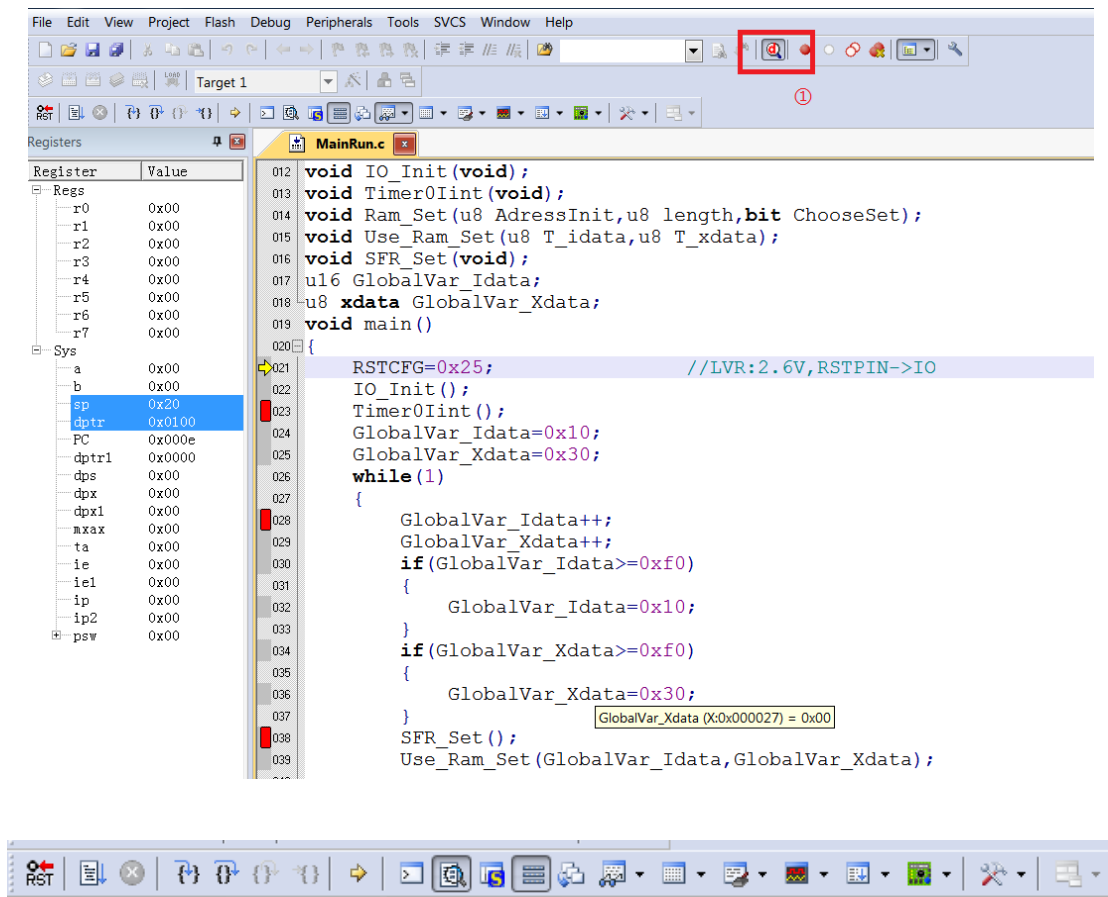 File Edit View Project Flash Debug Peripherals Tools SVCS Window Help
LOAD Target 1
①
RST
Registers
MainRun.c
Register Value
Regs
r0 0x00
r1 0x00
r2 0x00
r3 0x00
r4 0x00
r5 0x00
r6 0x00
r7 0x00
Sys
a 0x00
b 0x00
sp 0x20
dptr 0x0100
PC 0x000e
dptr1 0x0000
dps 0x00
dpx 0x00
dpx1 0x00
mxax 0x00
ta 0x00
ie 0x00
ie1 0x00
ip 0x00
ip2 0x00
psw 0x00
012 void IO_Init(void);
013 void Timer0Iint(void);
014 void Ram_Set(u8 AdressInit,u8 length,bit ChooseSet);
015 void Use_Ram_Set(u8 T_idata,u8 T_xdata);
016 void SFR_Set(void);
017 u16 GlobalVar_Idata;
018 u8 xdata GlobalVar_Xdata;
019 void main()
020 {
021 RSTCFG=0x25; //LVR:2.6V,RSTPIN->IO
022 IO_Init();
023 Timer0Iint();
024 GlobalVar_Idata=0x10;
025 GlobalVar_Xdata=0x30;
026 while(1)
027 {
028 GlobalVar_Idata++;
029 GlobalVar_Xdata++;
030 if(GlobalVar_Idata>=0xf0)
031 {
032 GlobalVar_Idata=0x10;
033 }
034 if(GlobalVar_Xdata>=0xf0)
035 {
036 GlobalVar_Xdata=0x30;
037 }
GlobalVar_Xdata (X:0x000027) = 0x00
038 SFR_Set();
039 Use_Ram_Set(GlobalVar_Idata,GlobalVar_Xdata);
RST